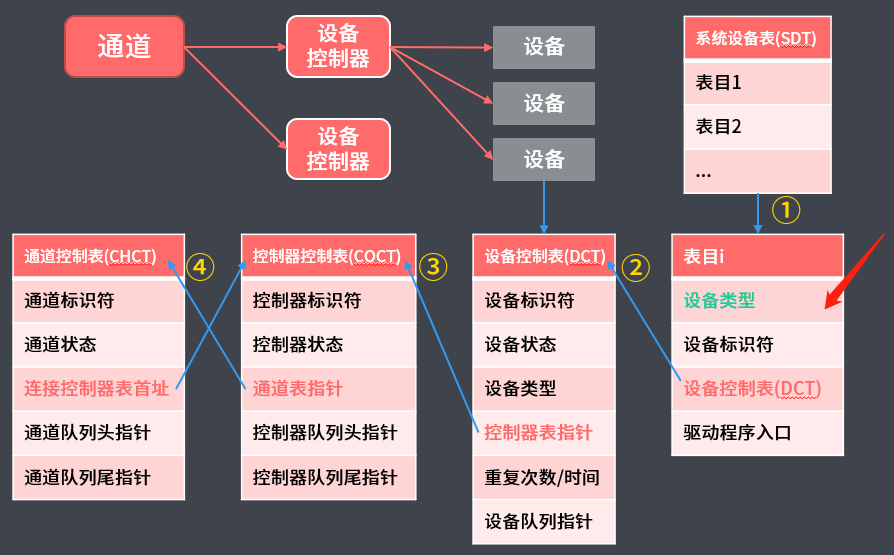 通道
设备
控制器
设备
控制器
设备
设备
设备
系统设备表(SDT)
表目1
表目2
...
①
表目i
设备类型
设备标识符
设备控制表(DCT)
驱动程序入口
②
设备控制表(DCT)
设备标识符
设备状态
设备类型
控制器表指针
重复次数/时间
设备队列指针
③
控制器控制表(COCT)
控制器标识符
控制器状态
通道表指针
控制器队列头指针
控制器队列尾指针
④
通道控制表(CHCT)
通道标识符
通道状态
连接控制器表首址
通道队列头指针
通道队列尾指针